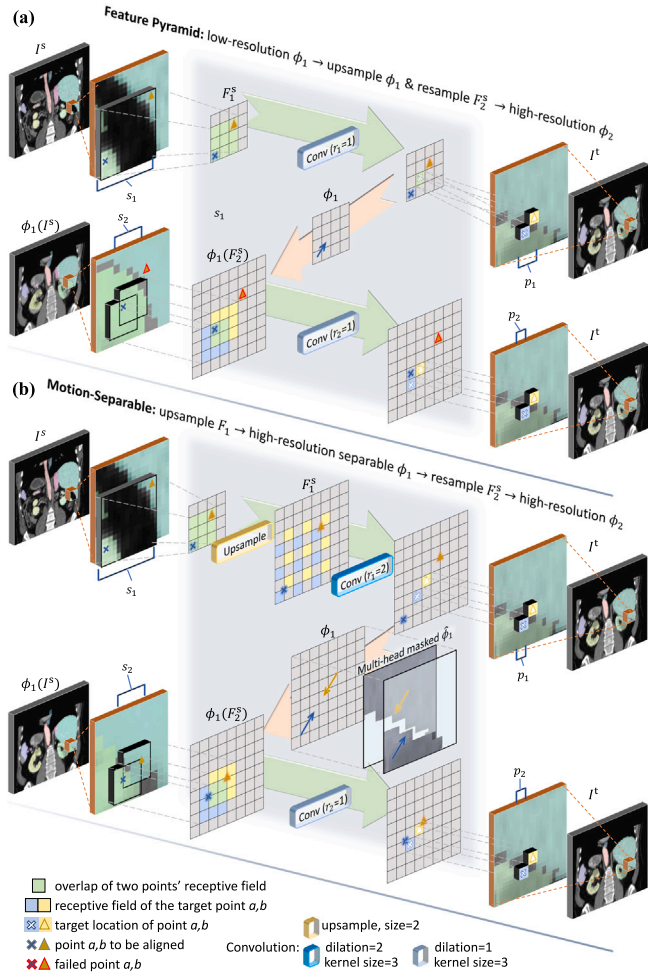 (a)
Feature Pyramid: low-resolution ϕ₁ → upsample ϕ₁ & resample F₂ˢ → high-resolution ϕ₂
Iˢ
F₁ˢ
Conv (r₁=1)
Iᵗ
s₁
ϕ₁
s₁
p₁
ϕ₁(Iˢ)
s₂
ϕ₁(F₂ˢ)
Conv (r₂=1)
p₂
Iᵗ
(b)
Motion-Separable: upsample F₁ → high-resolution separable ϕ₁ → resample F₂ˢ → high-resolution ϕ₂
Iˢ
F₁ˢ
Upsample
Conv (r₁=2)
Iᵗ
s₁
ϕ₁
Multi-head masked ϕ̂₁
p₁
ϕ₁(Iˢ)
s₂
ϕ₁(F₂ˢ)
Conv (r₂=1)
p₂
Iᵗ
overlap of two points' receptive field
receptive field of the target point a,b
target location of point a,b
point a,b to be aligned
failed point a,b
upsample, size=2
Convolution:
dilation=2
kernel size=3
dilation=1
kernel size=3